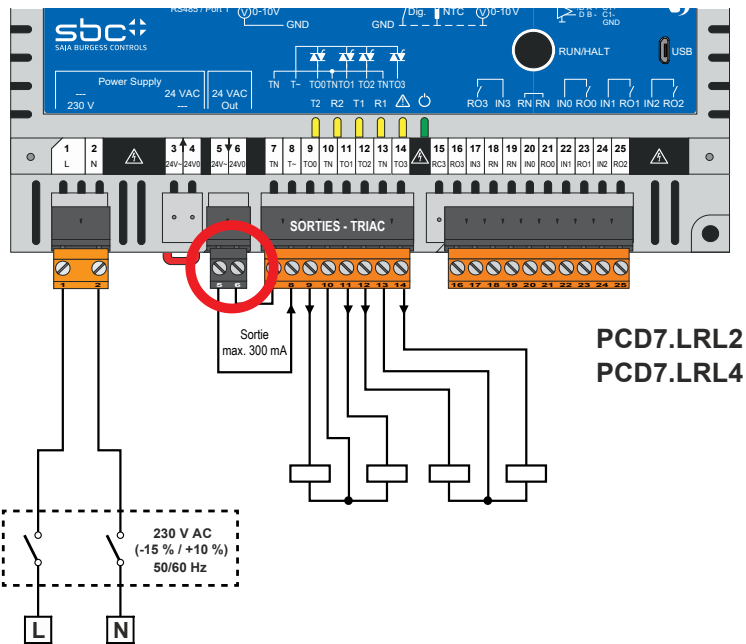 RS485 / Port 1
0-10V
GND
GND
Dig.
NTC
0-10V
D B -
C1-
GND
sbc
SAIA BURGESS CONTROLS
RUN/HALT
USB
Power Supply
---
230 V
24 VAC
---
24 VAC
Out
TN T~ TO0 TN TO1 TO2 TN TO3
T2 R2 T1 R1
RO3 IN3 RN RN IN0 RO0 IN1 RO1 IN2 RO2
1 2 3 4 5 6 7 8 9 10 11 12 13 14 15 16 17 18 19 20 21 22 23 24 25
L N 24V~ 24V0 24V~ 24V0 TN T~ TO0 TN TO1 TO2 TN TO3 RC3 RO3 IN3 RN RN IN0 RO0 IN1 RO1 IN2 RO2
SORTIES - TRIAC
1 2 5 6 8 9 10 11 12 13 14 16 17 18 19 20 21 22 23 24 25
Sortie
max. 300 mA
PCD7.LRL2
PCD7.LRL4
230 V AC
(-15 % / +10 %)
50/60 Hz
L N